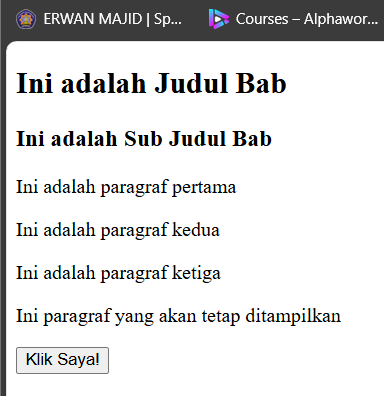 ERWAN MAJID | Sp...
Courses – Alphawor...
Ini adalah Judul Bab
Ini adalah Sub Judul Bab
Ini adalah paragraf pertama
Ini adalah paragraf kedua
Ini adalah paragraf ketiga
Ini paragraf yang akan tetap ditampilkan
Klik Saya!